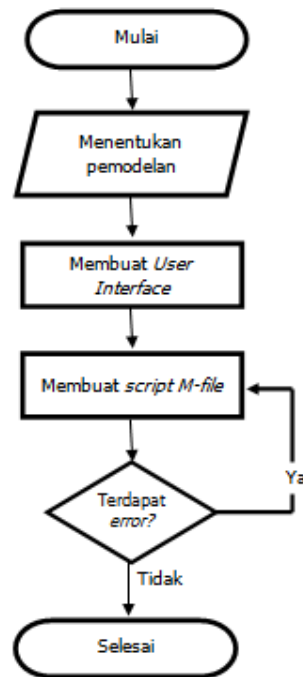 Mulai
Menentukan
pemodelan
Membuat User
Interface
Membuat script M-file
Terdapat
error?
Ya
Tidak
Selesai